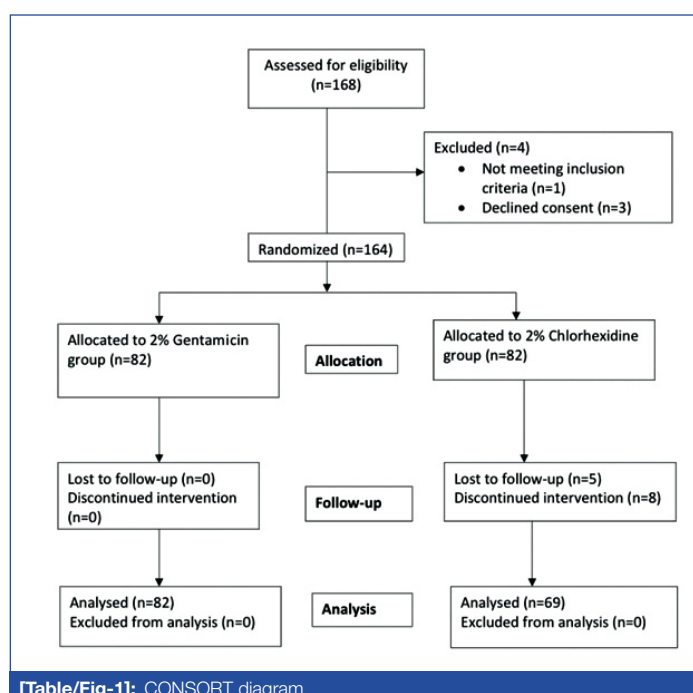 Assessed for eligibility
(n=168)
Excluded (n=4)
• Not meeting inclusion
criteria (n=1)
• Declined consent (n=3)
Randomized (n=164)
Allocated to 2% Gentamicin
group (n=82)
Allocation
Allocated to 2% Chlorhexidine
group (n=82)
Lost to follow-up (n=0)
Discontinued intervention
(n=0)
Follow-up
Lost to follow-up (n=5)
Discontinued intervention (n=8)
Analysed (n=82)
Excluded from analysis (n=0)
Analysis
Analysed (n=69)
Excluded from analysis (n=0)
[Table/Fig-1]: CONSORT diagram